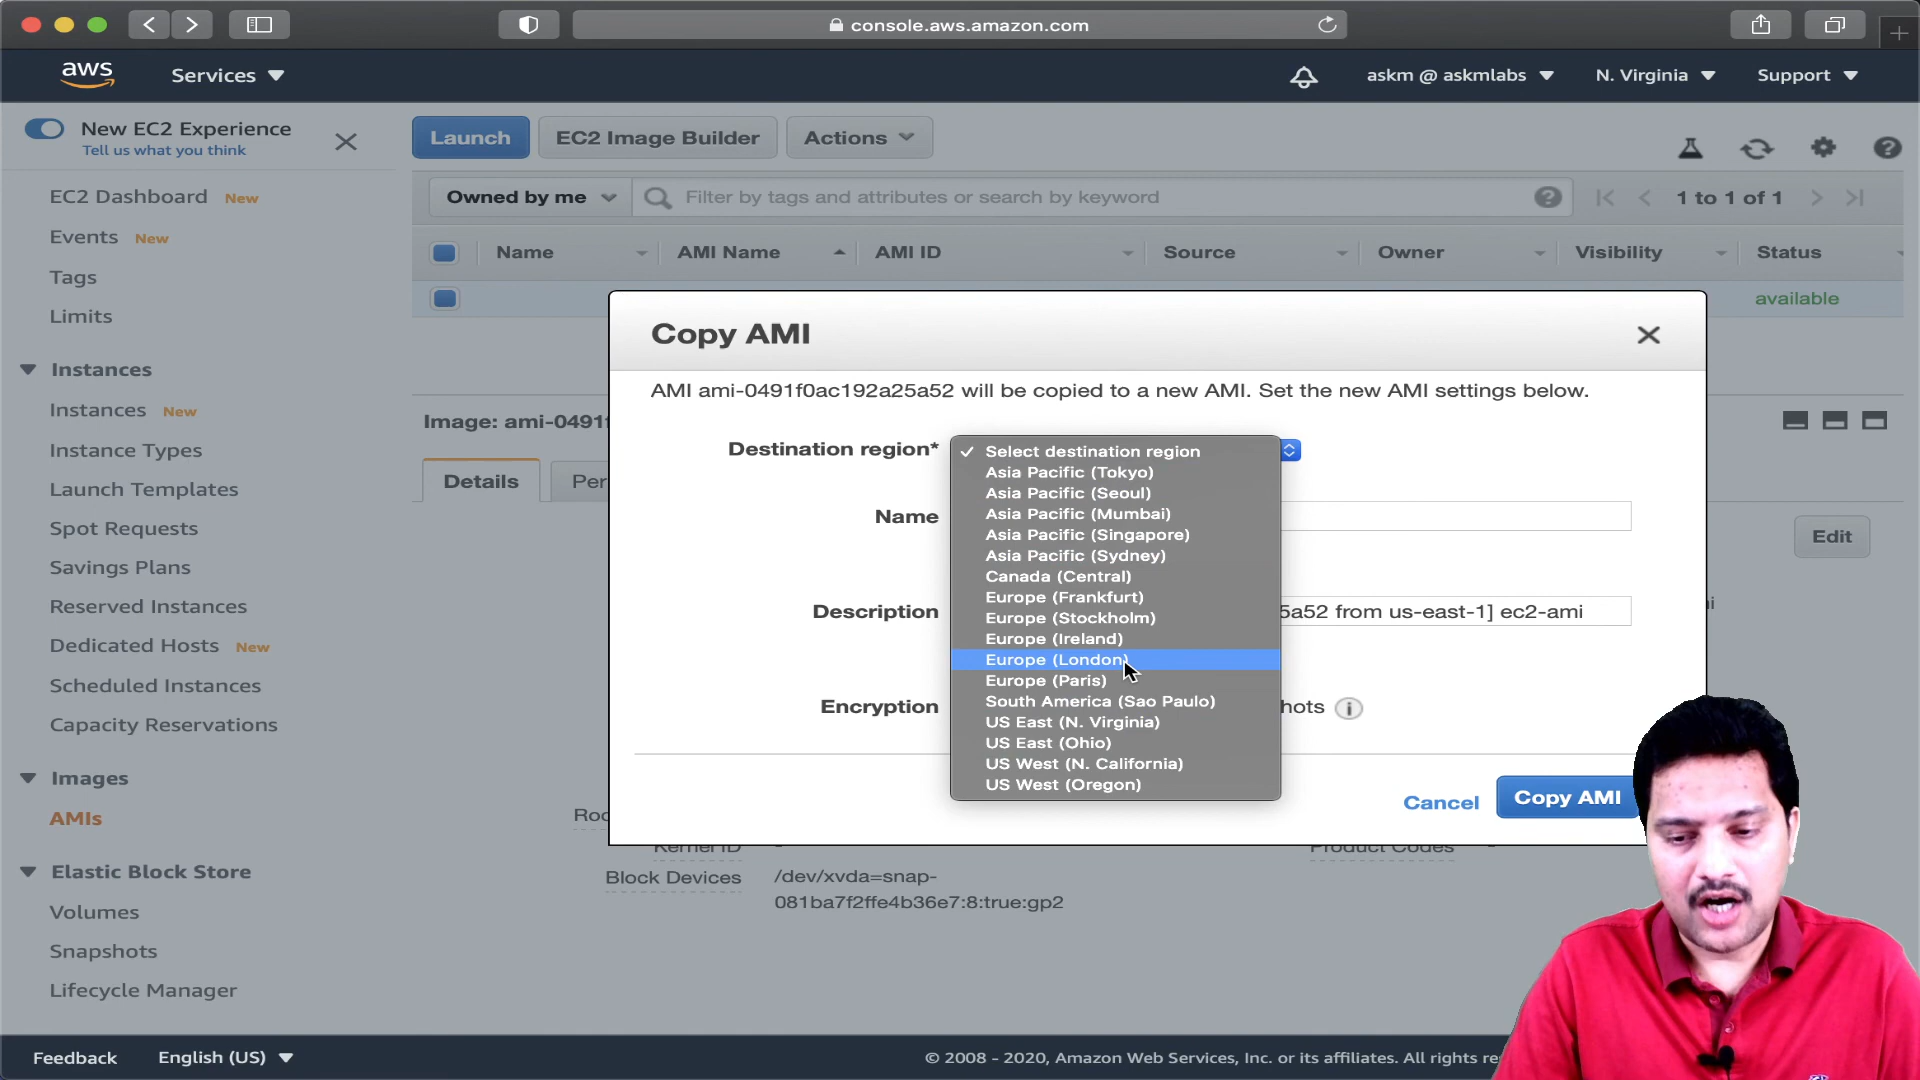 console.aws.amazon.com
aws
Services
askm @ askmlabs
N. Virginia
Support
New EC2 Experience
Tell us what you think
EC2 Dashboard New
Events New
Tags
Limits
Instances
Instances New
Instance Types
Launch Templates
Spot Requests
Savings Plans
Reserved Instances
Dedicated Hosts New
Scheduled Instances
Capacity Reservations
Images
AMIs
Elastic Block Store
Volumes
Snapshots
Lifecycle Manager
Launch
EC2 Image Builder
Actions
Owned by me
Filter by tags and attributes or search by keyword
1 to 1 of 1
Name
AMI Name
AMI ID
Source
Owner
Visibility
Status
available
Image: ami-0491f
Details
Per
Edit
Copy AMI
AMI ami-0491f0ac192a25a52 will be copied to a new AMI. Set the new AMI settings below.
Destination region*
Select destination region
Asia Pacific (Tokyo)
Asia Pacific (Seoul)
Asia Pacific (Mumbai)
Asia Pacific (Singapore)
Asia Pacific (Sydney)
Canada (Central)
Europe (Frankfurt)
Europe (Stockholm)
Europe (Ireland)
Europe (London)
Europe (Paris)
South America (Sao Paulo)
US East (N. Virginia)
US East (Ohio)
US West (N. California)
US West (Oregon)
Name
Description
5a52 from us-east-1] ec2-ami
Encryption
hots
Cancel
Copy AMI
Roo
Kernel ID -
Product Codes -
Block Devices
/dev/xvda=snap-
081ba7f2ffe4b36e7:8:true:gp2
Feedback
English (US)
© 2008 - 2020, Amazon Web Services, Inc. or its affiliates. All rights re